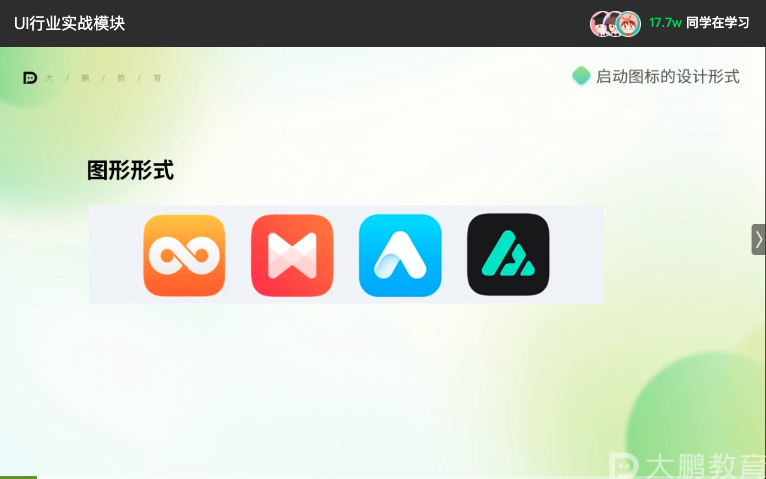 UI行业实战模块
17.7w 同学在学习
大 / 鹏 / 教 / 育
启动图标的设计形式
图形形式
大鹏教育